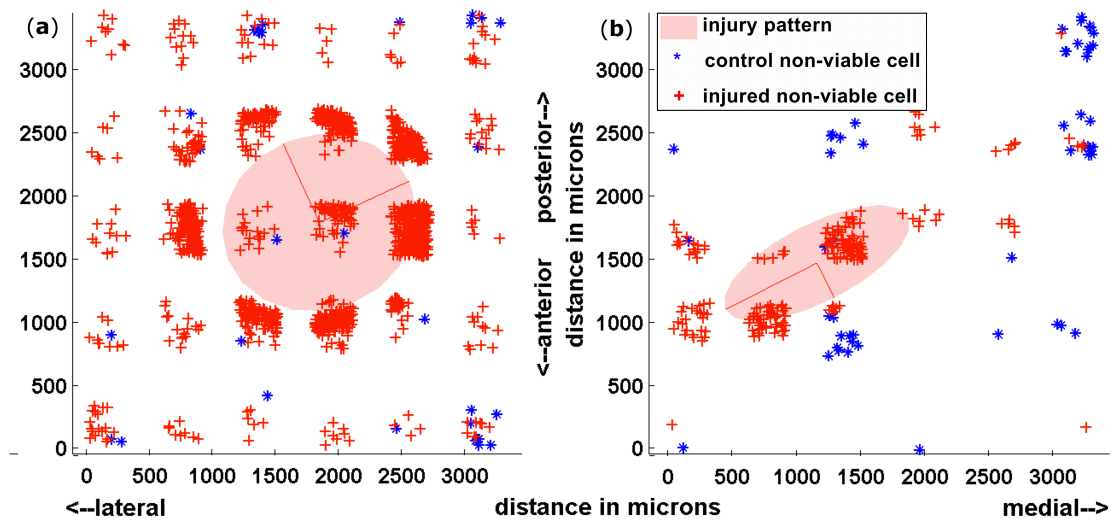 (a)
3000
2500
2000
1500
1000
500
0
0 500 1000 1500 2000 2500 3000
<--lateral
<--anterior posterior-->
distance in microns
distance in microns
(b)
injury pattern
control non-viable cell
injured non-viable cell
3000
2500
2000
1500
1000
500
0
0 500 1000 1500 2000 2500 3000
medial-->